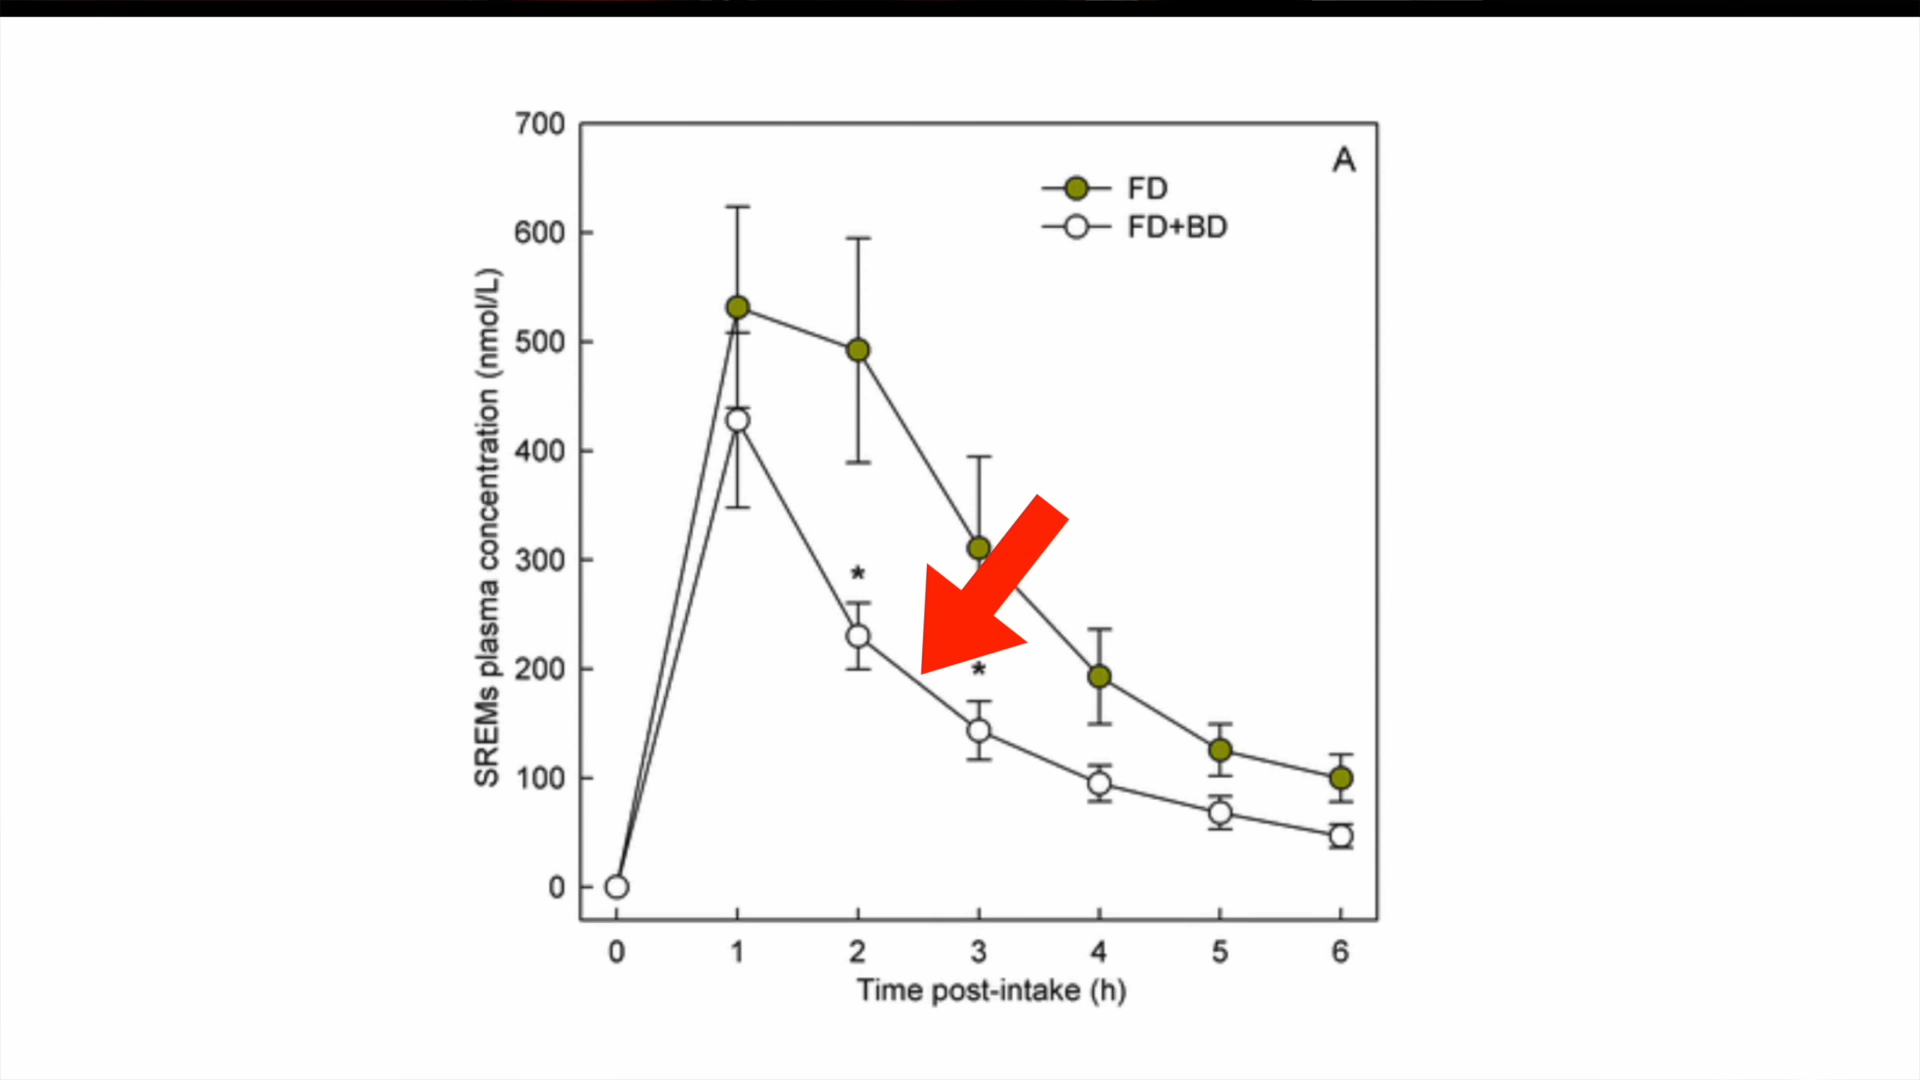 700
600
500
400
300
200
100
0
SREMs plasma concentration (nmol/L)
A
FD
FD+BD
*
*
0 1 2 3 4 5 6
Time post-intake (h)